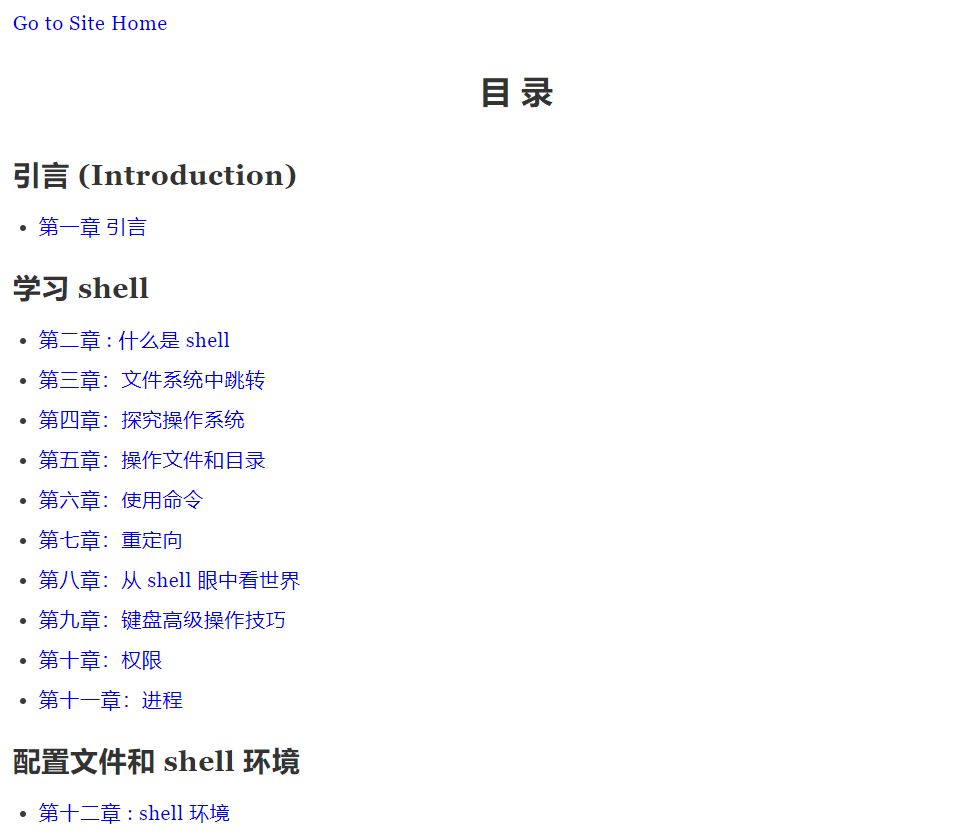 Go to Site Home
目 录
引言 (Introduction)
第一章 引言
学习 shell
第二章 : 什么是 shell
第三章：文件系统中跳转
第四章：探究操作系统
第五章：操作文件和目录
第六章：使用命令
第七章：重定向
第八章：从 shell 眼中看世界
第九章：键盘高级操作技巧
第十章：权限
第十一章：进程
配置文件和 shell 环境
第十二章 : shell 环境